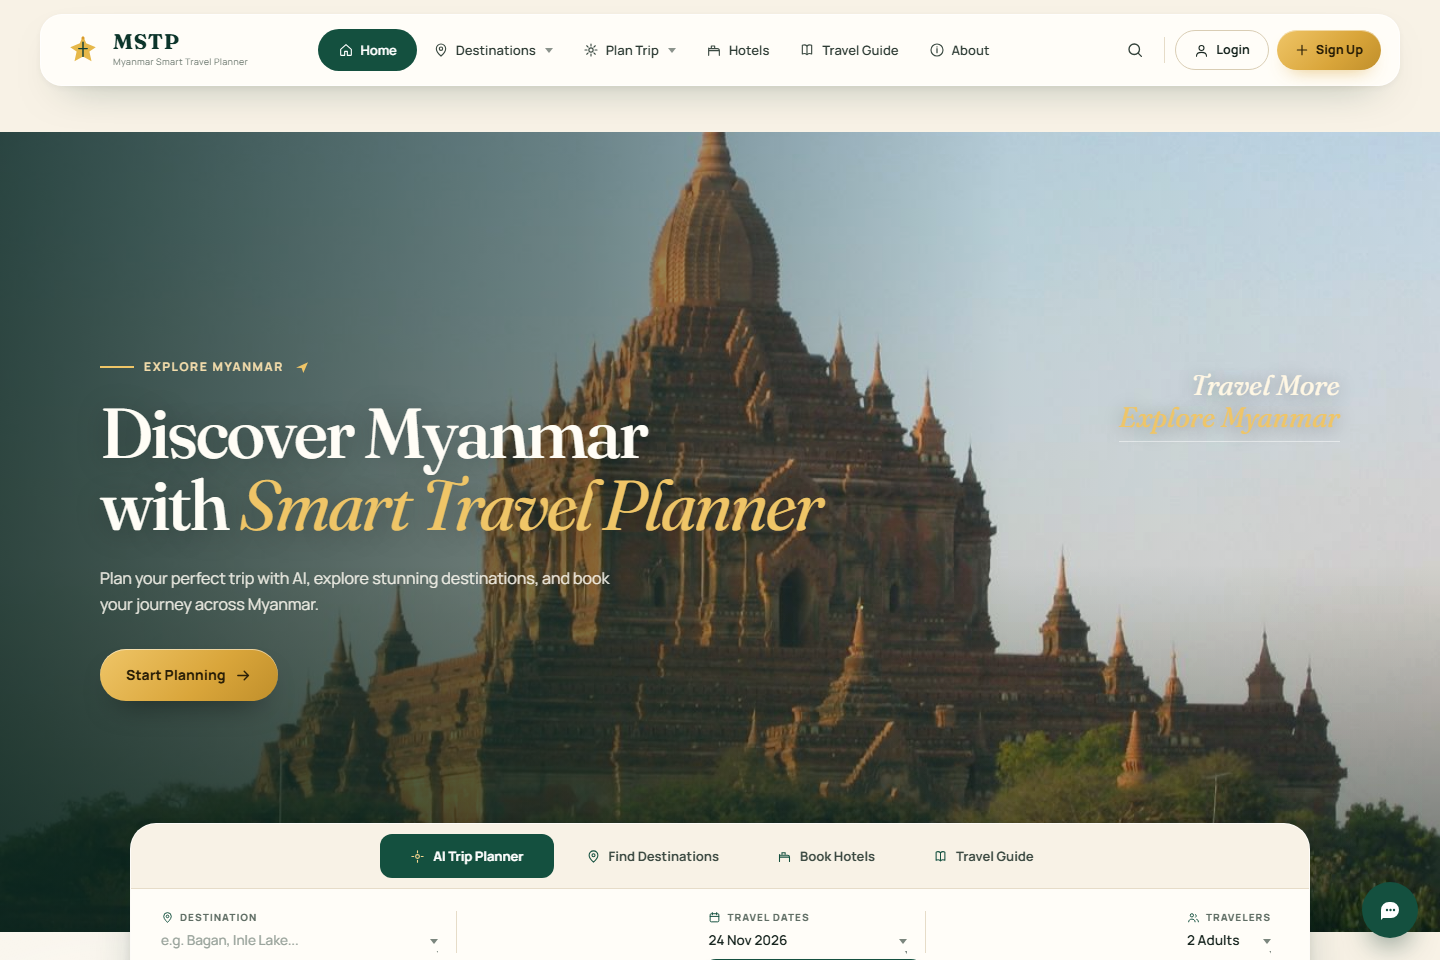 MSTP
Myanmar Smart Travel Planner
Home
Destinations
Plan Trip
Hotels
Travel Guide
About
Login
Sign Up
EXPLORE MYANMAR
Discover Myanmar
with Smart Travel Planner
Plan your perfect trip with AI, explore stunning destinations, and book
your journey across Myanmar.
Start Planning
Travel More
Explore Myanmar
AI Trip Planner
Find Destinations
Book Hotels
Travel Guide
DESTINATION
e.g. Bagan, Inle Lake...
TRAVEL DATES
24 Nov 2026
TRAVELERS
2 Adults